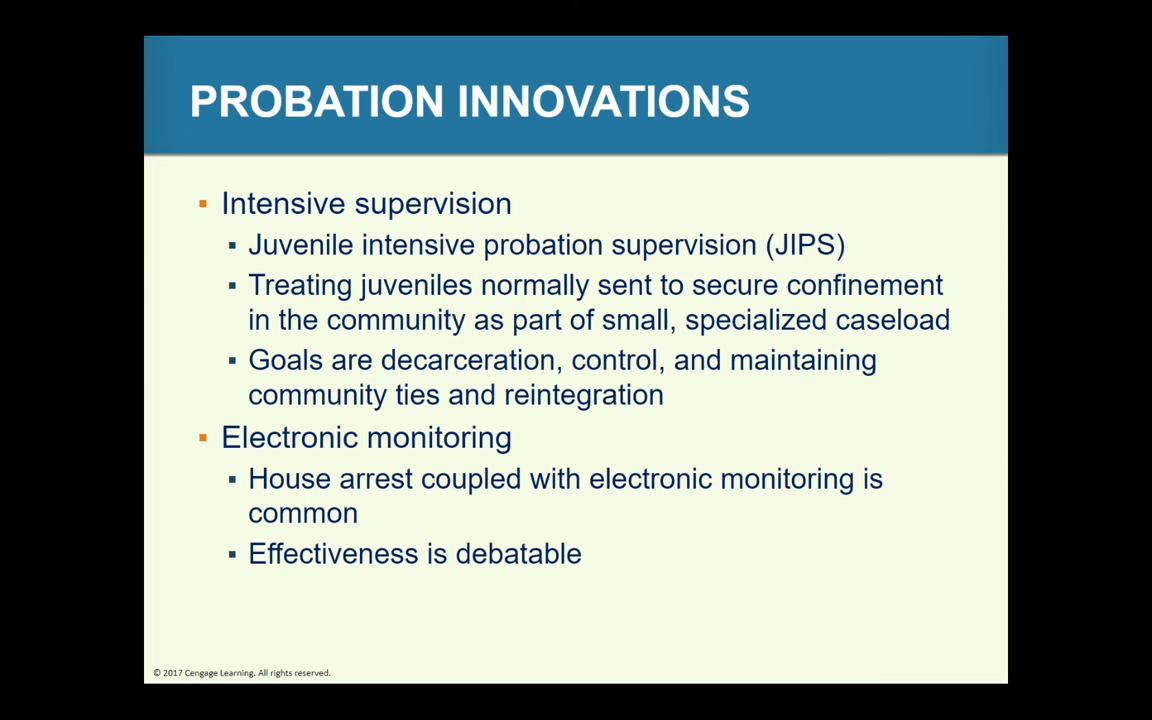 PROBATION INNOVATIONS
▪ Intensive supervision
▪ Juvenile intensive probation supervision (JIPS)
▪ Treating juveniles normally sent to secure confinement
in the community as part of small, specialized caseload
▪ Goals are decarceration, control, and maintaining
community ties and reintegration
▪ Electronic monitoring
▪ House arrest coupled with electronic monitoring is
common
▪ Effectiveness is debatable
© 2017 Cengage Learning. All rights reserved.